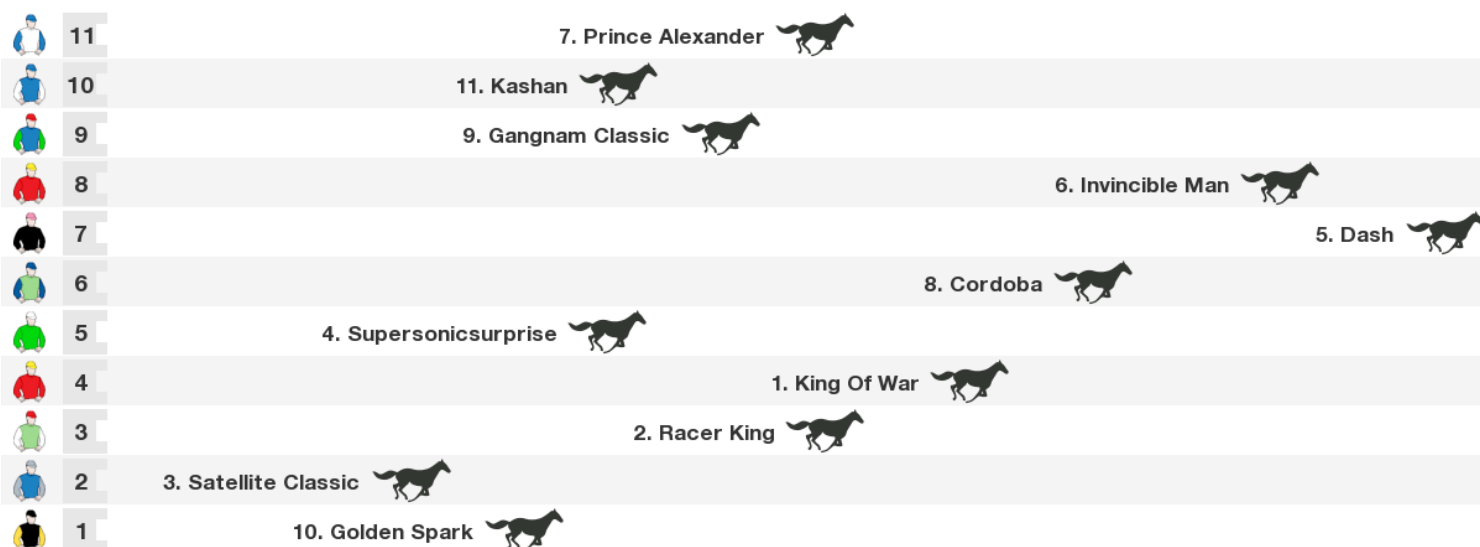 11 7. Prince Alexander
10 11. Kashan
9 9. Gangnam Classic
8 6. Invincible Man
7 5. Dash
6 8. Cordoba
5 4. Supersonicsurprise
4 1. King Of War
3 2. Racer King
2 3. Satellite Classic
1 10. Golden Spark